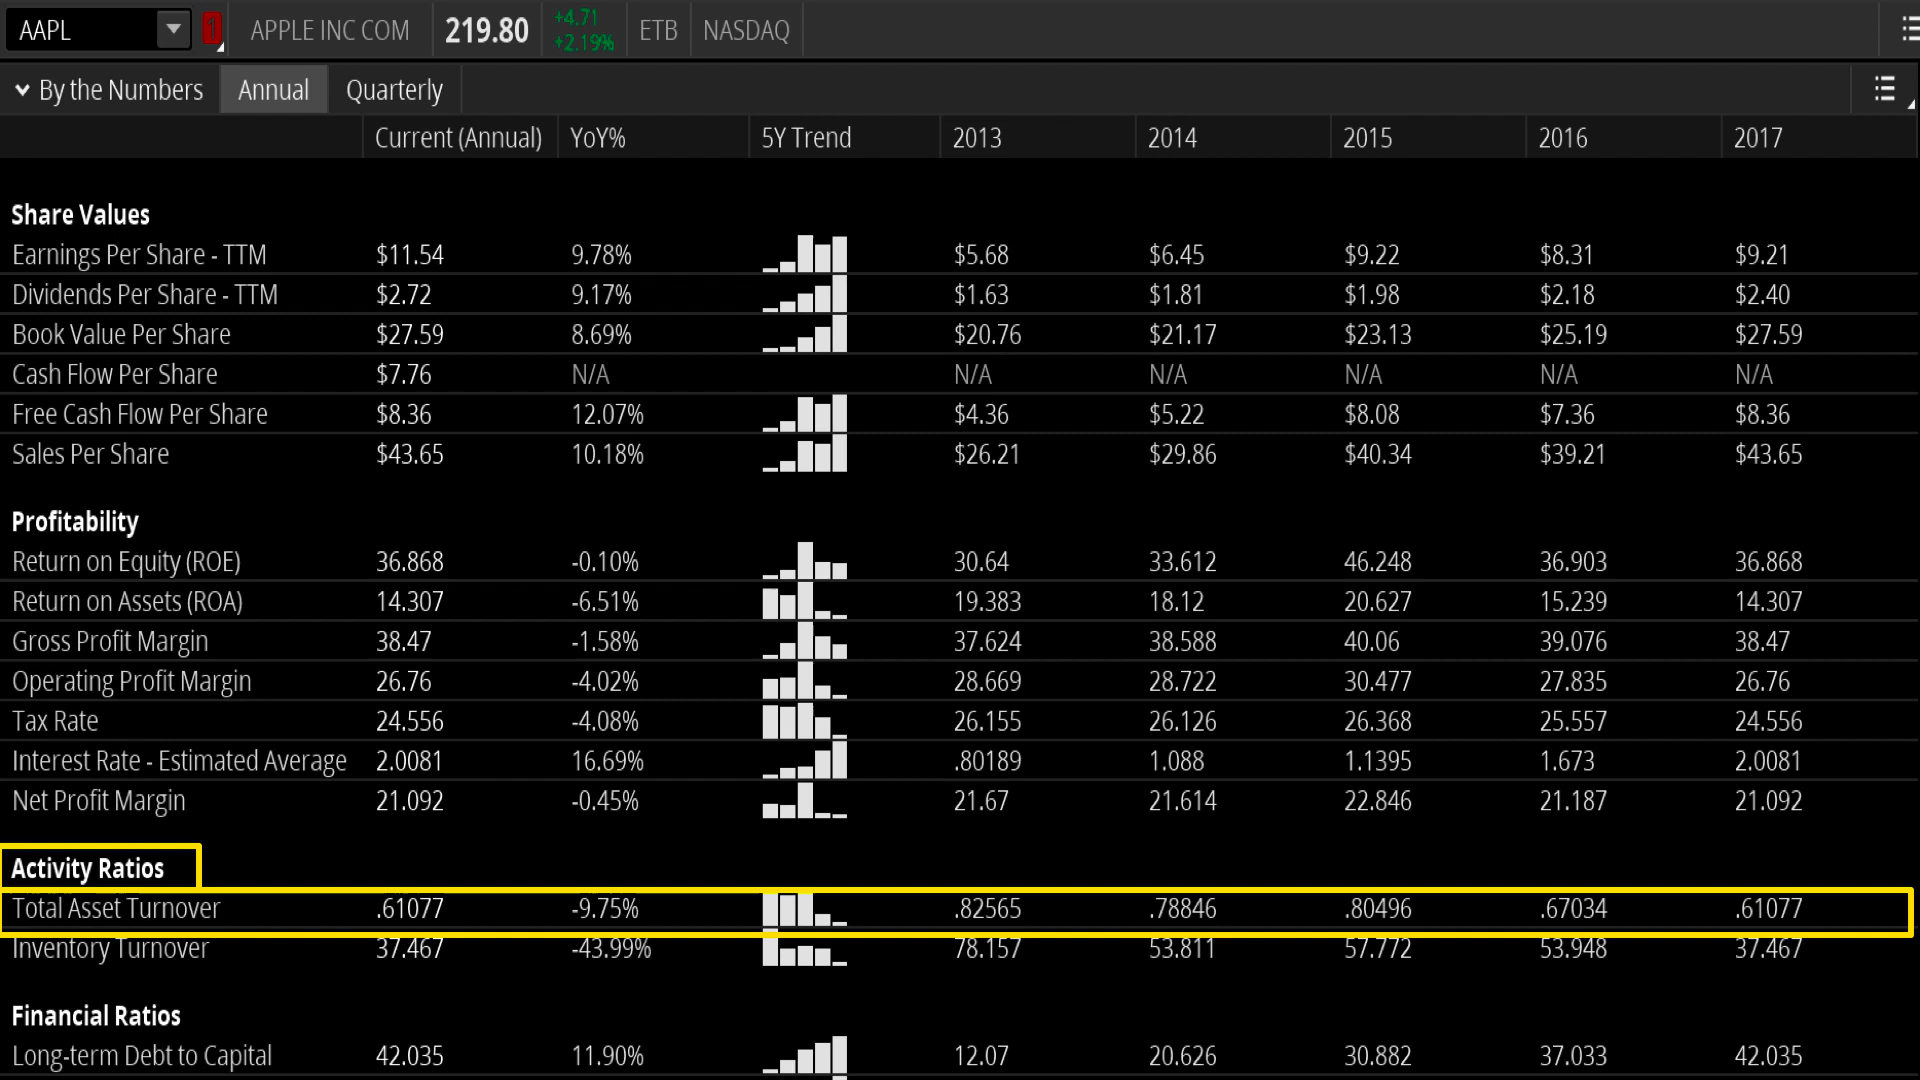 AAPL 1 APPLE INC COM 219.80 +4.71 +2.19% ETB NASDAQ
By the Numbers Annual Quarterly
Current (Annual) YoY% 5Y Trend 2013 2014 2015 2016 2017
Share Values
Earnings Per Share - TTM $11.54 9.78% $5.68 $6.45 $9.22 $8.31 $9.21
Dividends Per Share - TTM $2.72 9.17% $1.63 $1.81 $1.98 $2.18 $2.40
Book Value Per Share $27.59 8.69% $20.76 $21.17 $23.13 $25.19 $27.59
Cash Flow Per Share $7.76 N/A N/A N/A N/A N/A N/A
Free Cash Flow Per Share $8.36 12.07% $4.36 $5.22 $8.08 $7.36 $8.36
Sales Per Share $43.65 10.18% $26.21 $29.86 $40.34 $39.21 $43.65
Profitability
Return on Equity (ROE) 36.868 -0.10% 30.64 33.612 46.248 36.903 36.868
Return on Assets (ROA) 14.307 -6.51% 19.383 18.12 20.627 15.239 14.307
Gross Profit Margin 38.47 -1.58% 37.624 38.588 40.06 39.076 38.47
Operating Profit Margin 26.76 -4.02% 28.669 28.722 30.477 27.835 26.76
Tax Rate 24.556 -4.08% 26.155 26.126 26.368 25.557 24.556
Interest Rate - Estimated Average 2.0081 16.69% .80189 1.088 1.1395 1.673 2.0081
Net Profit Margin 21.092 -0.45% 21.67 21.614 22.846 21.187 21.092
Activity Ratios
Total Asset Turnover .61077 -9.75% .82565 .78846 .80496 .67034 .61077
Inventory Turnover 37.467 -43.99% 78.157 53.811 57.772 53.948 37.467
Financial Ratios
Long-term Debt to Capital 42.035 11.90% 12.07 20.626 30.882 37.033 42.035